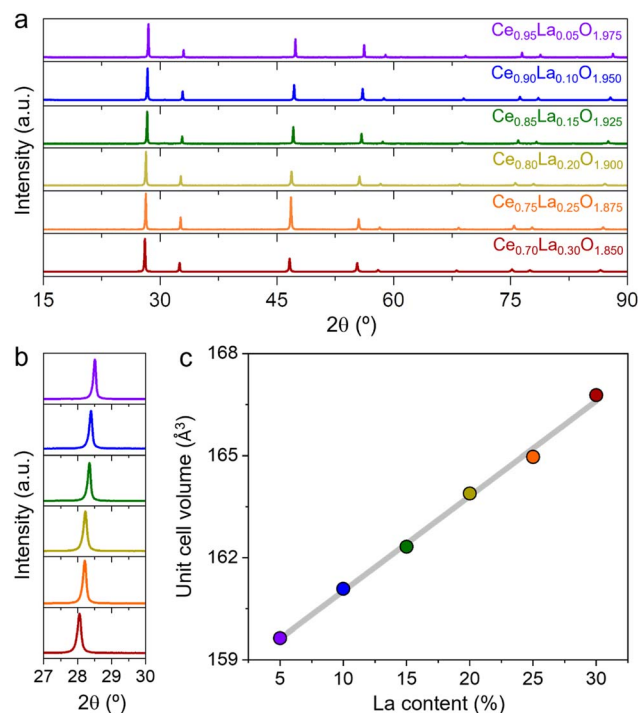 a
Ce0.95La0.05O1.975
Ce0.90La0.10O1.950
Ce0.85La0.15O1.925
Ce0.80La0.20O1.900
Ce0.75La0.25O1.875
Ce0.70La0.30O1.850
Intensity (a.u.)
15 30 45 60 75 90
2θ (º)
b
Intensity (a.u.)
27 28 29 30
2θ (º)
c
168
165
162
159
Unit cell volume (Å3)
5 10 15 20 25 30
La content (%)